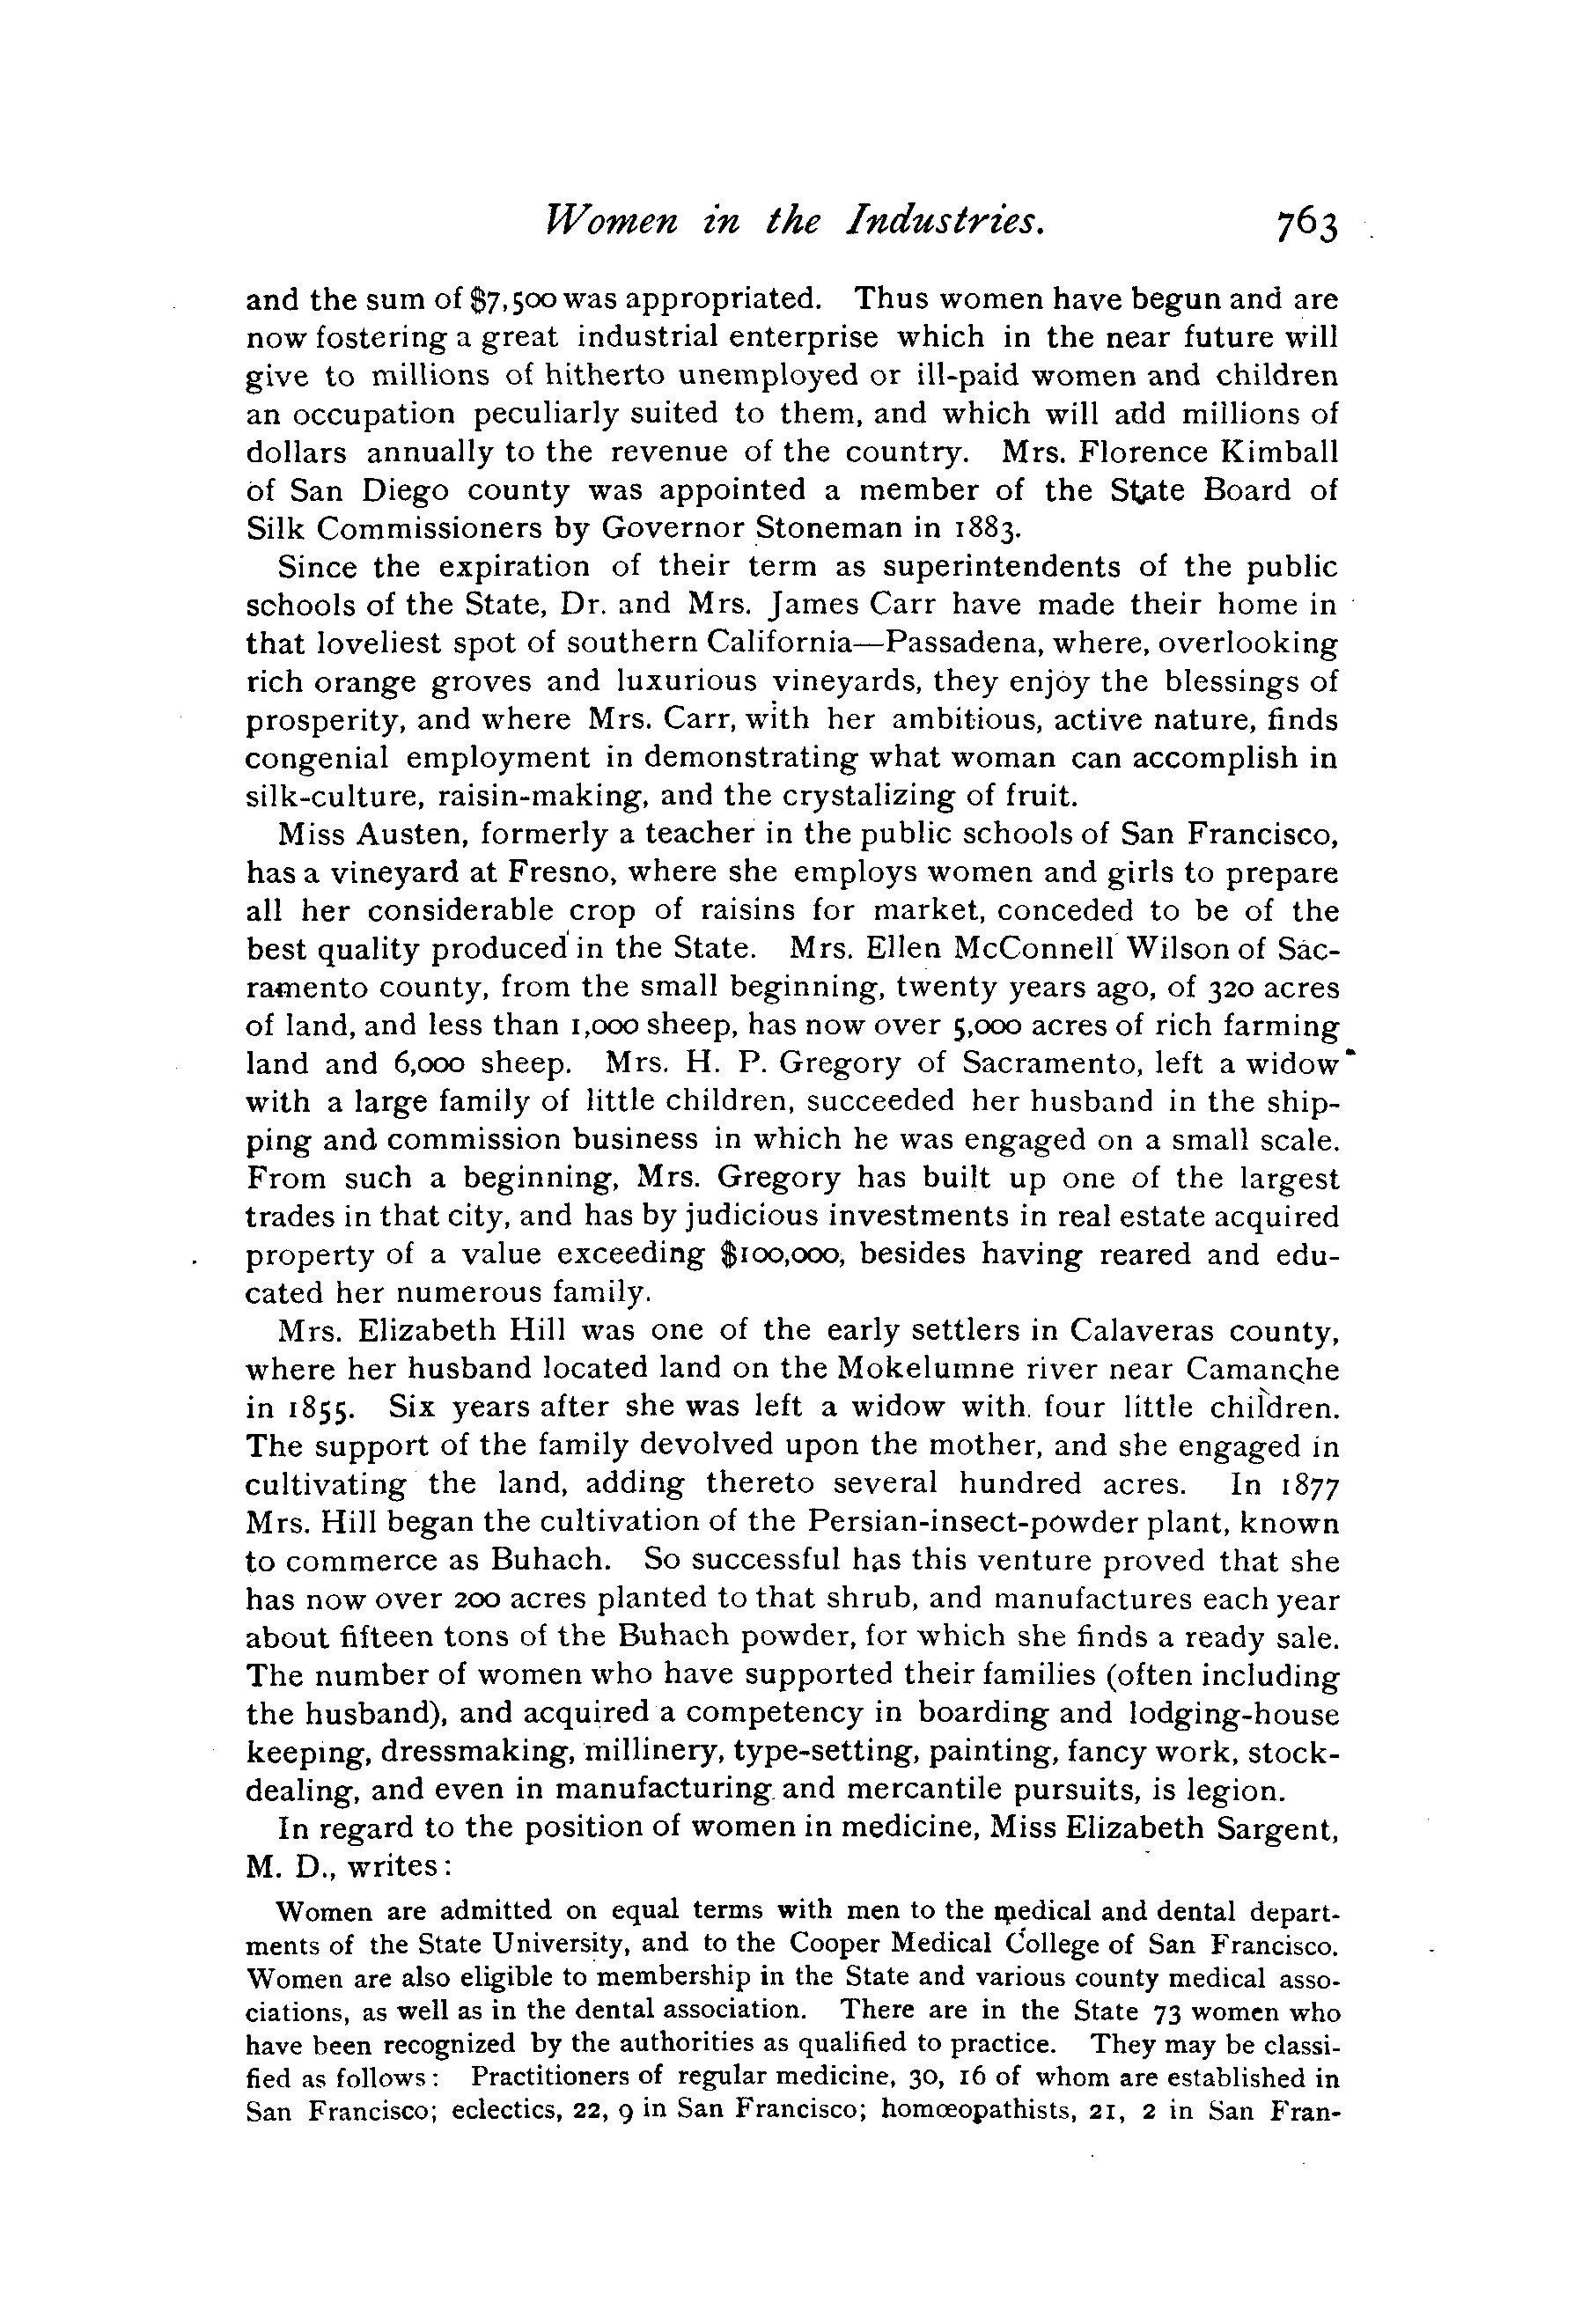 Women in the Industries. 763
and the sum of $7,500 was appropriated. Thus women have begun and are
now fostering a great industrial enterprise which in the near future will
give to millions of hitherto unemployed or ill-paid women and children
an occupation peculiarly suited to them, and which will add millions of
dollars annually to the revenue of the country. Mrs. Florence Kimball
of San Diego county was appointed a member of the State Board of
Silk Commissioners by Governor Stoneman in 1883.
Since the expiration of their term as superintendents of the public
schools of the State, Dr. and Mrs. James Carr have made their home in
that loveliest spot of southern California—Passadena, where, overlooking
rich orange groves and luxurious vineyards, they enjoy the blessings of
prosperity, and where Mrs. Carr, with her ambitious, active nature, finds
congenial employment in demonstrating what woman can accomplish in
silk-culture, raisin-making, and the crystalizing of fruit.
Miss Austen, formerly a teacher in the public schools of San Francisco,
has a vineyard at Fresno, where she employs women and girls to prepare
all her considerable crop of raisins for market, conceded to be of the
best quality produced in the State. Mrs. Ellen McConnell Wilson of Sac-
ramento county, from the small beginning, twenty years ago, of 320 acres
of land, and less than 1,000 sheep, has now over 5,000 acres of rich farming
land and 6,000 sheep. Mrs. H. P. Gregory of Sacramento, left a widow
with a large family of little children, succeeded her husband in the ship-
ping and commission business in which he was engaged on a small scale.
From such a beginning, Mrs. Gregory has built up one of the largest
trades in that city, and has by judicious investments in real estate acquired
property of a value exceeding $100,000, besides having reared and edu-
cated her numerous family.
Mrs. Elizabeth Hill was one of the early settlers in Calaveras county,
where her husband located land on the Mokelumne river near Camanche
in 1855. Six years after she was left a widow with four little children.
The support of the family devolved upon the mother, and she engaged in
cultivating the land, adding thereto several hundred acres. In 1877
Mrs. Hill began the cultivation of the Persian-insect-powder plant, known
to commerce as Buhach. So successful has this venture proved that she
has now over 200 acres planted to that shrub, and manufactures each year
about fifteen tons of the Buhach powder, for which she finds a ready sale.
The number of women who have supported their families (often including
the husband), and acquired a competency in boarding and lodging-house
keeping, dressmaking, millinery, type-setting, painting, fancy work, stock-
dealing, and even in manufacturing and mercantile pursuits, is legion.
In regard to the position of women in medicine, Miss Elizabeth Sargent,
M. D., writes:
Women are admitted on equal terms with men to the medical and dental depart-
ments of the State University, and to the Cooper Medical College of San Francisco.
Women are also eligible to membership in the State and various county medical asso-
ciations, as well as in the dental association. There are in the State 73 women who
have been recognized by the authorities as qualified to practice. They may be classi-
fied as follows: Practitioners of regular medicine, 30, 16 of whom are established in
San Francisco; eclectics, 22, 9 in San Francisco; homœopathists, 21, 2 in San Fran-